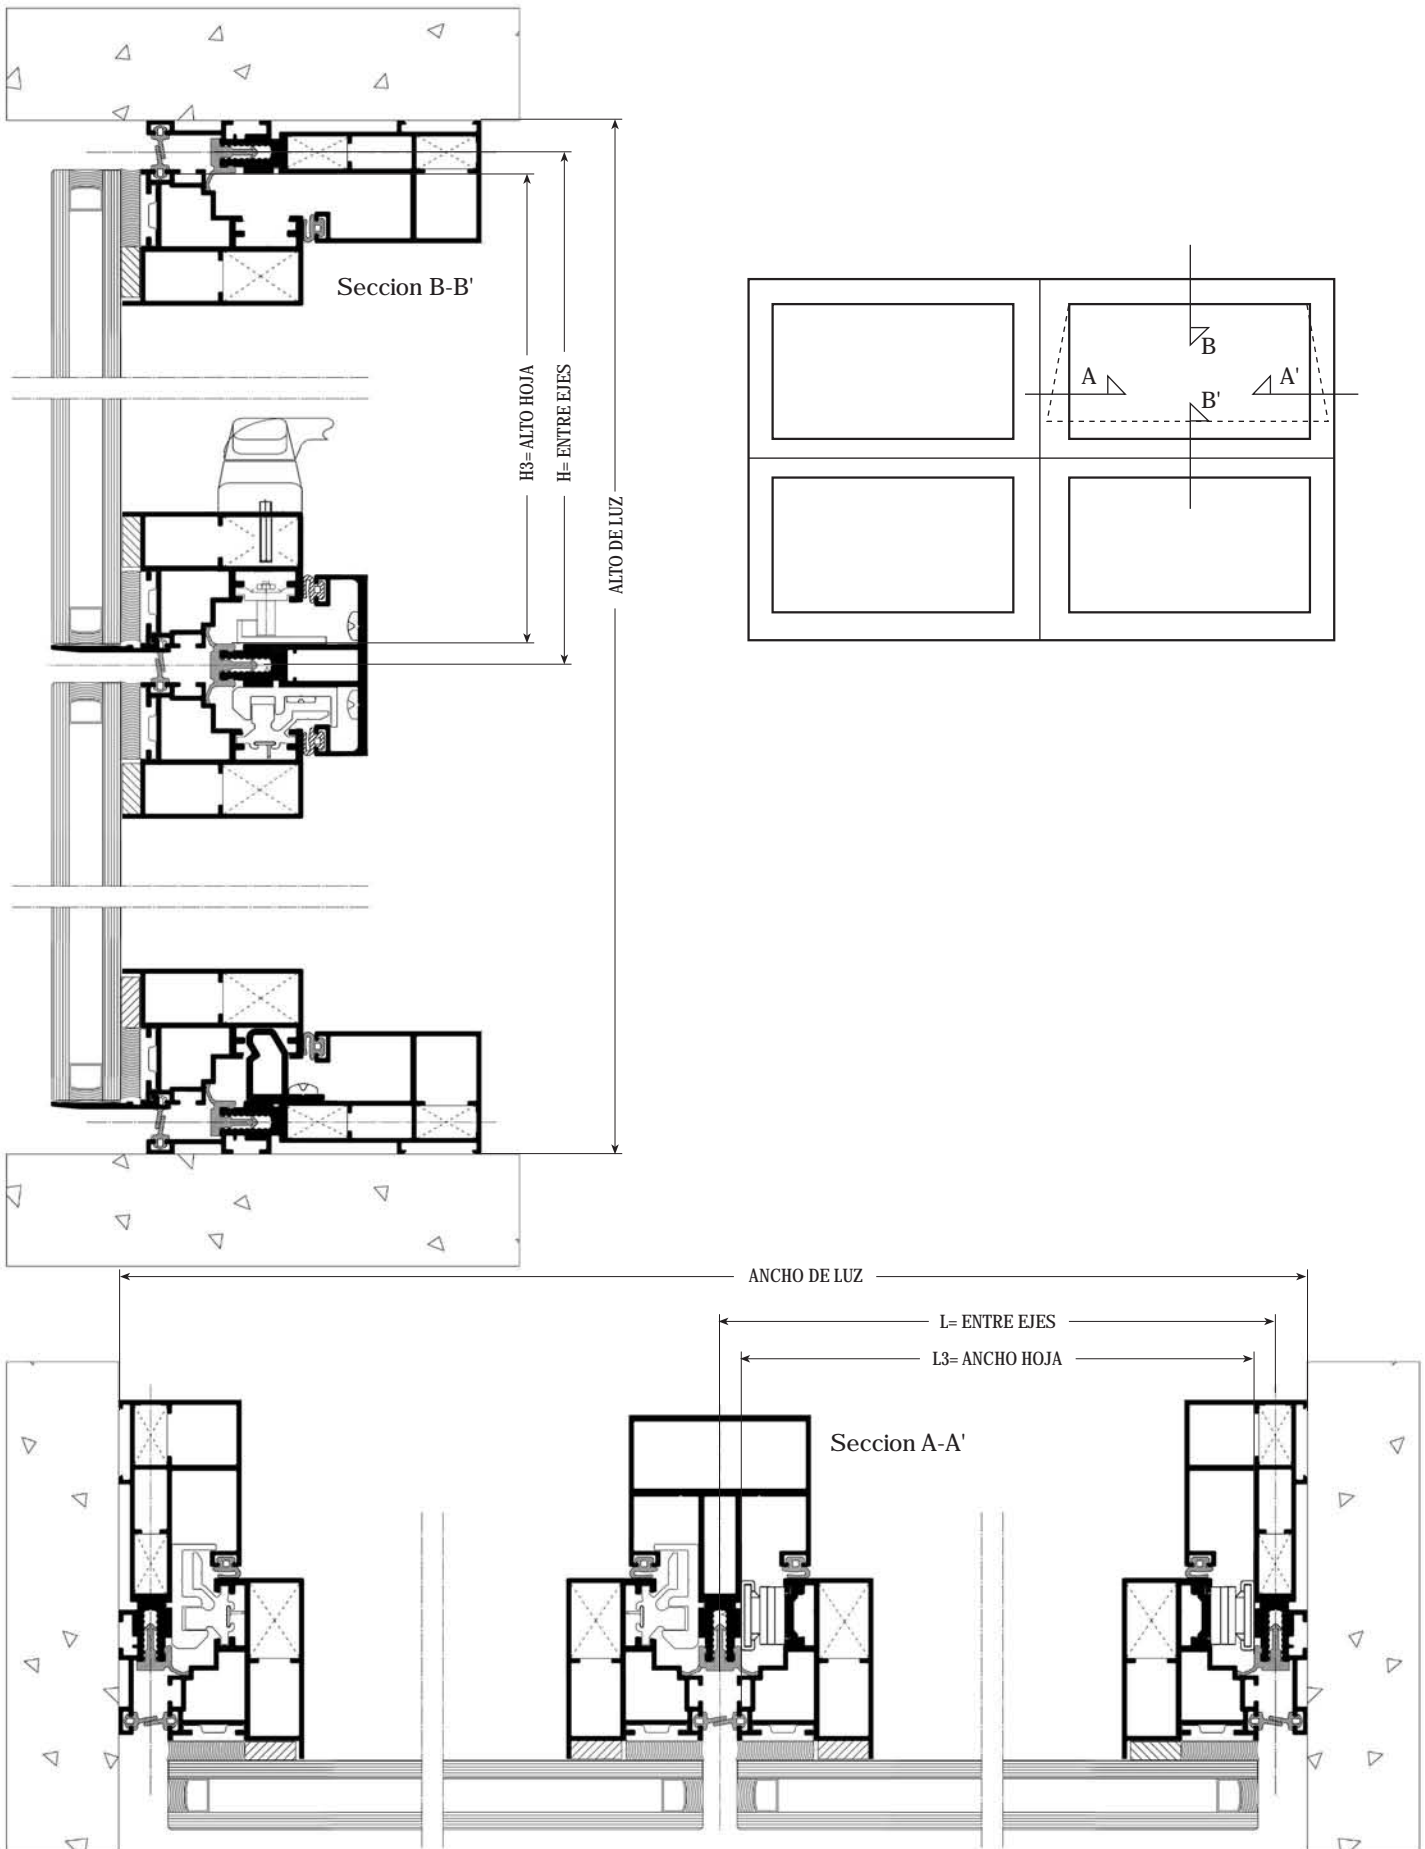 Seccion B-B'
H3= ALTO HOJA
H= ENTRE EJES
ALTO DE LUZ
B
A
A'
B'
ANCHO DE LUZ
L= ENTRE EJES
L3= ANCHO HOJA
Seccion A-A'